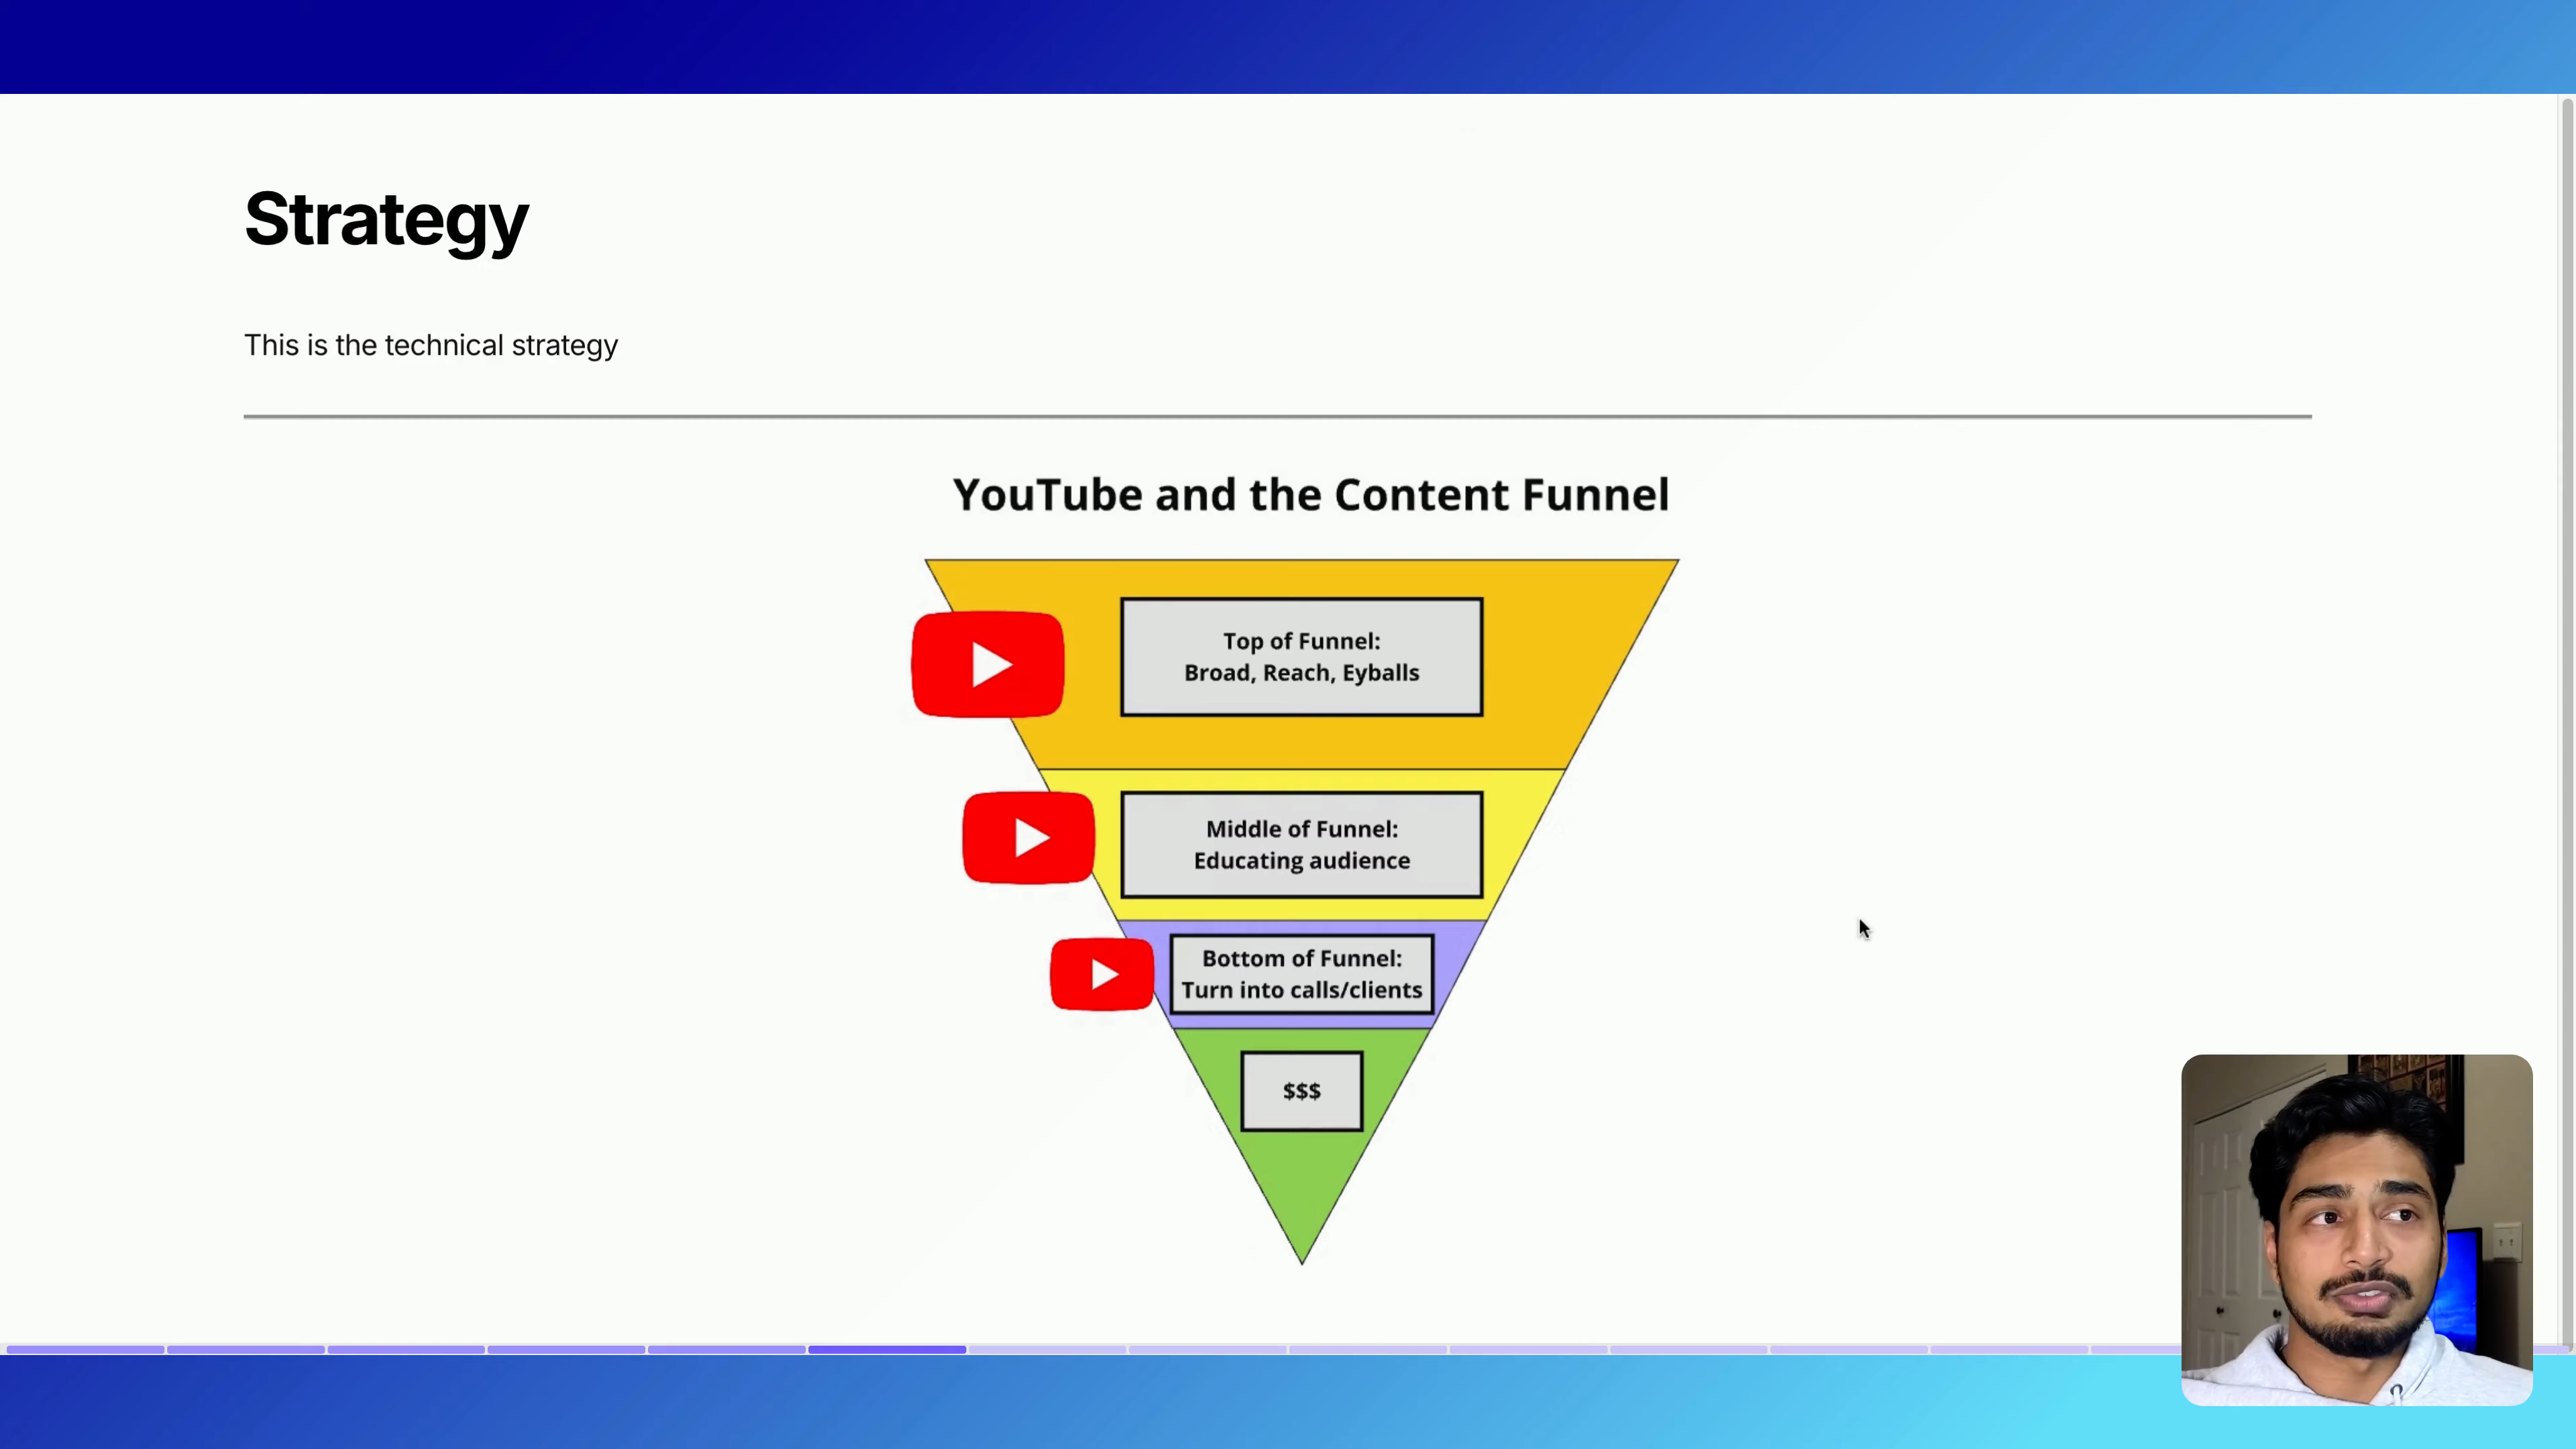 Strategy
This is the technical strategy
YouTube and the Content Funnel
Top of Funnel:
Broad, Reach, Eyballs
Middle of Funnel:
Educating audience
Bottom of Funnel:
Turn into calls/clients
$$$